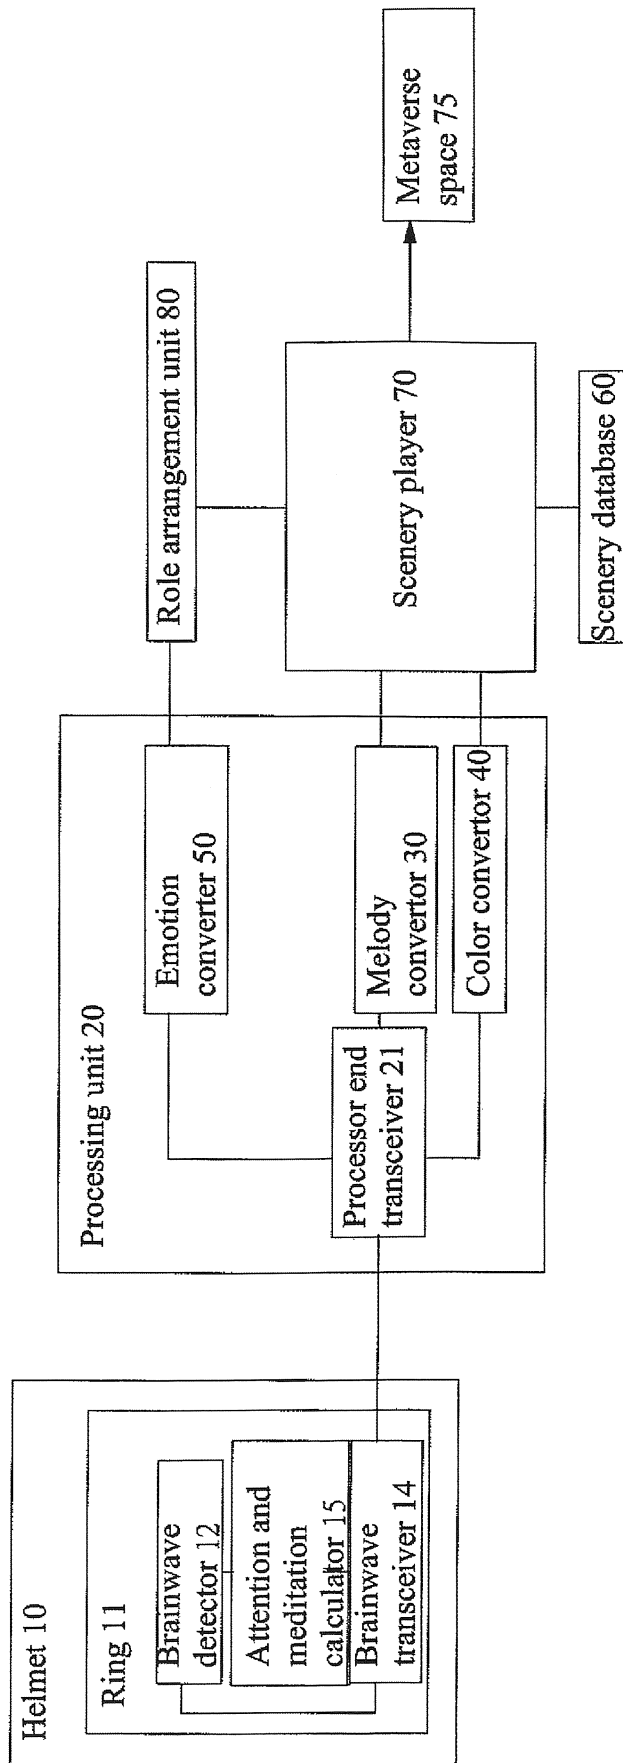 Helmet 10
Ring 11
Brainwave
detector 12
Attention and
meditation
calculator 15
Brainwave
transceiver 14
Processing unit 20
Processor end
transceiver 21
Emotion
converter 50
Melody
convertor 30
Color convertor 40
Role arrangement unit 80
Scenery player 70
Scenery database 60
Metaverse
space 75